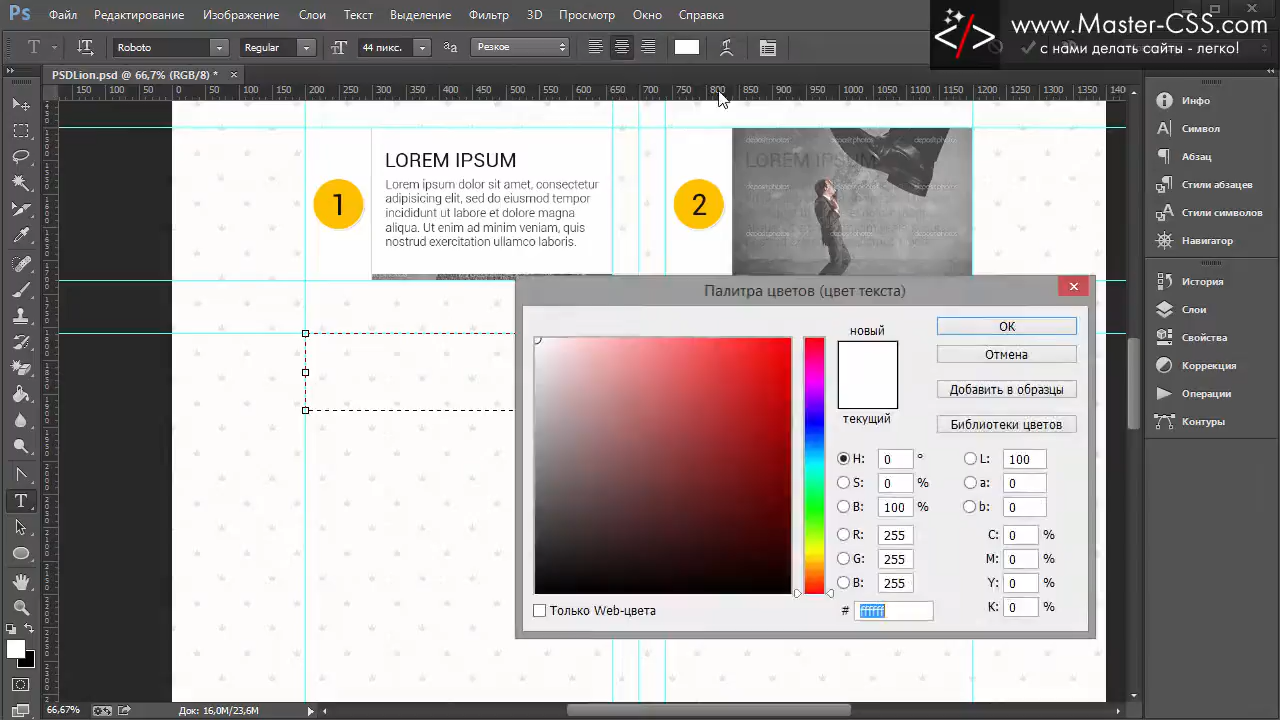 Ps Файл Редактирование Изображение Слои Текст Выделение Фильтр 3D Просмотр Окно Справка
www.Master-CSS.com
с нами делать сайты - легко!
T Roboto Regular 44 пикс. Резкое
PSDLion.psd @ 66,7% (RGB/8) * ×
150 100 50 0 50 100 150 200 250 300 350 400 450 500 550 600 650 700 750 800 850 900 950 1000 1050 1100 1150 1200 1250 1300 1350 1400
1
LOREM IPSUM
Lorem ipsum dolor sit amet, consectetur
adipisicing elit, sed do eiusmod tempor
incididunt ut labore et dolore magna
aliqua. Ut enim ad minim veniam, quis
nostrud exercitation ullamco laboris.
2
LOREM IPSUM
depositphotos depositphotos
Инфо
Символ
Абзац
Стили абзацев
Стили символов
Навигатор
История
Слои
Свойства
Коррекция
Операции
Контуры
Палитра цветов (цвет текста)
новый
текущий
ОК
Отмена
Добавить в образцы
Библиотеки цветов
H: 0 ° L: 100
S: 0 % a: 0
B: 100 % b: 0
R: 255 C: 0 %
G: 255 M: 0 %
B: 255 Y: 0 %
# ffffff K: 0 %
Только Web-цвета
66,67% Док: 16,0M/23,6M